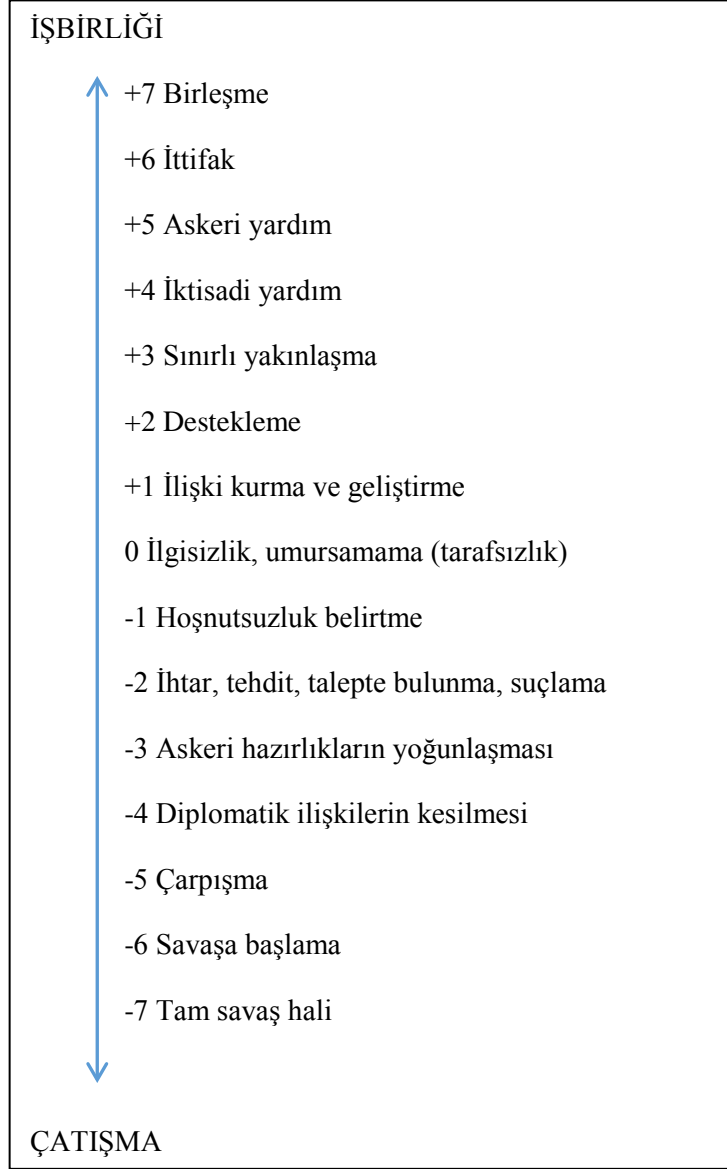 İŞBİRLİĞİ
+7 Birleşme
+6 İttifak
+5 Askeri yardım
+4 İktisadi yardım
+3 Sınırlı yakınlaşma
+2 Destekleme
+1 İlişki kurma ve geliştirme
0 İlgisizlik, umursamama (tarafsızlık)
-1 Hoşnutsuzluk belirtme
-2 İhtar, tehdit, talepte bulunma, suçlama
-3 Askeri hazırlıkların yoğunlaşması
-4 Diplomatik ilişkilerin kesilmesi
-5 Çarpışma
-6 Savaşa başlama
-7 Tam savaş hali
ÇATIŞMA